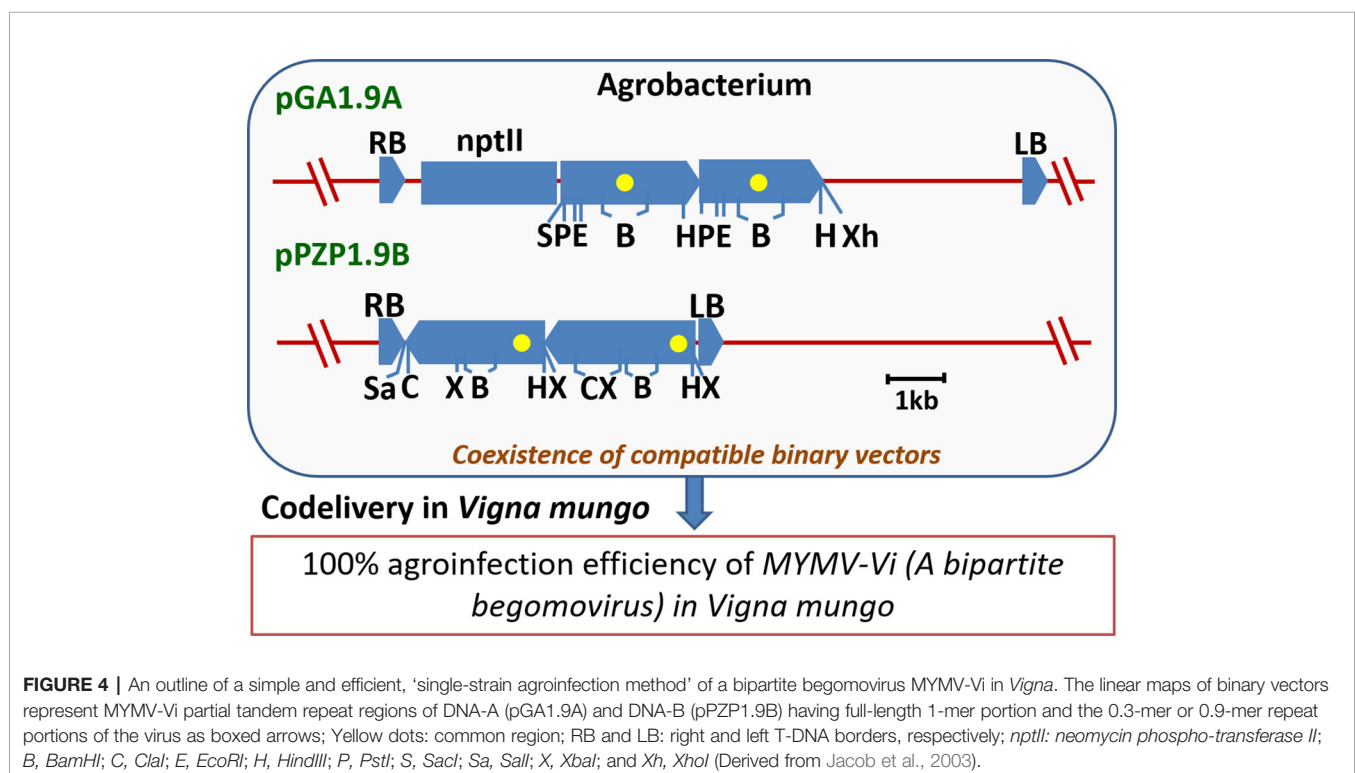 Agrobacterium
pGA1.9A
RB nptII LB
SPE B HPE B H Xh
pPZP1.9B
RB LB
Sa C X B HX CX B HX
1kb
Coexistence of compatible binary vectors
Codelivery in Vigna mungo
100% agroinfection efficiency of MYMV-Vi (A bipartite
begomovirus) in Vigna mungo
FIGURE 4 | An outline of a simple and efficient, ‘single-strain agroinfection method’ of a bipartite begomovirus MYMV-Vi in Vigna. The linear maps of binary vectors
represent MYMV-Vi partial tandem repeat regions of DNA-A (pGA1.9A) and DNA-B (pPZP1.9B) having full-length 1-mer portion and the 0.3-mer or 0.9-mer repeat
portions of the virus as boxed arrows; Yellow dots: common region; RB and LB: right and left T-DNA borders, respectively; nptII: neomycin phospho-transferase II;
B, BamHI; C, ClaI; E, EcoRI; H, HindIII; P, PstI; S, SacI; Sa, SalI; X, XbaI; and Xh, XhoI (Derived from Jacob et al., 2003).